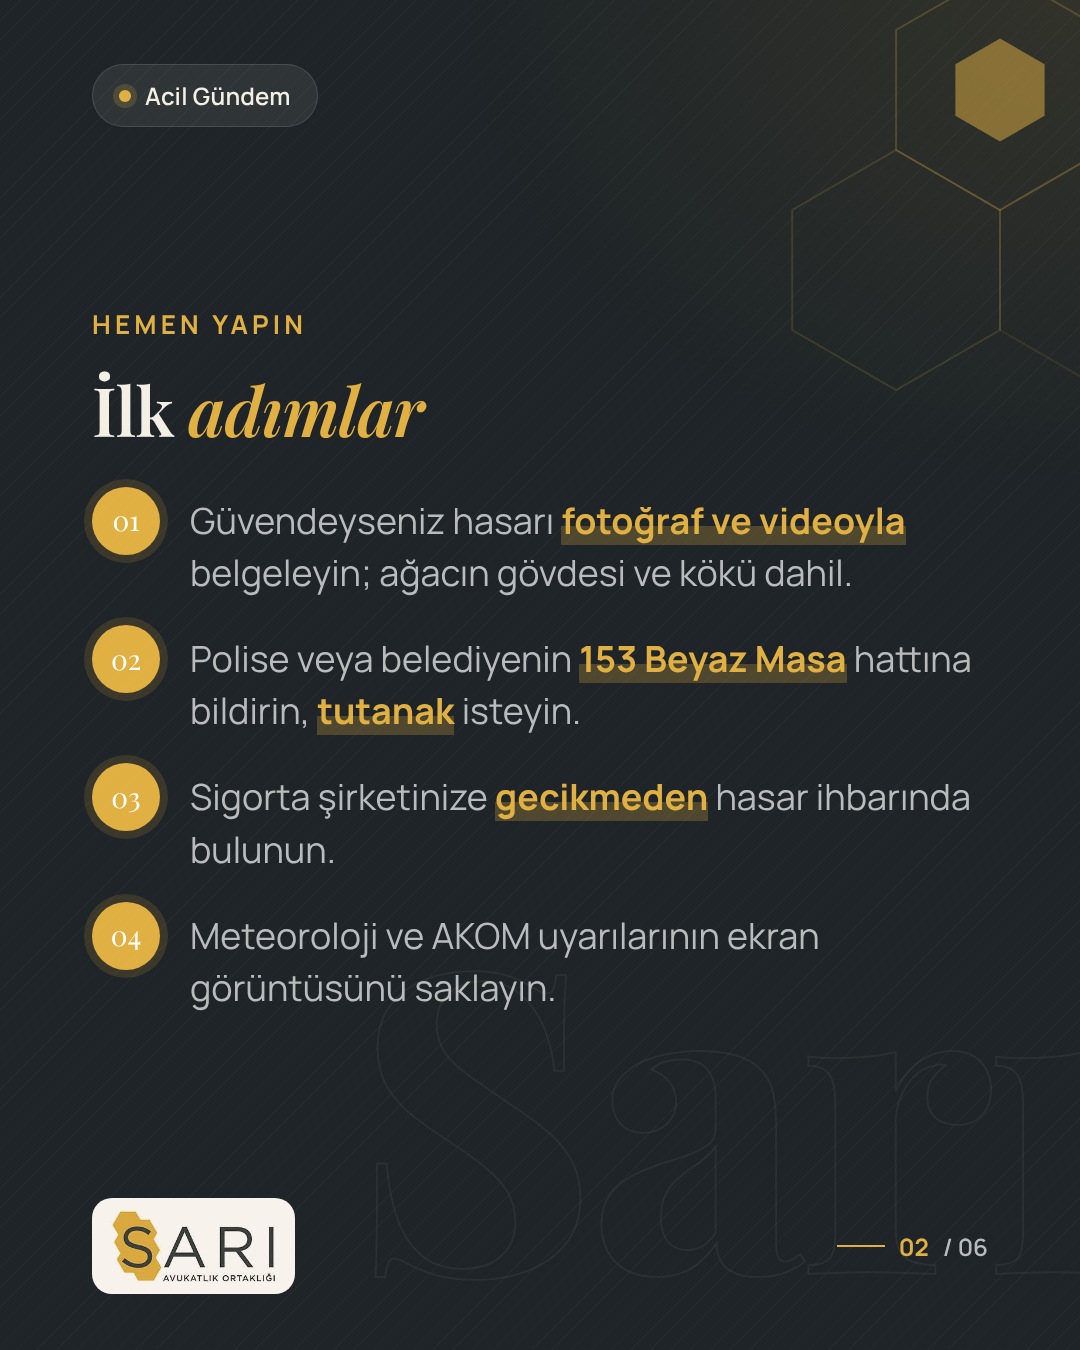 Acil Gündem
HEMEN YAPIN
İlk adımlar
01
Güvendeyseniz hasarı fotoğraf ve videoyla
belgeleyin; ağacın gövdesi ve kökü dahil.
02
Polise veya belediyenin 153 Beyaz Masa hattına
bildirin, tutanak isteyin.
03
Sigorta şirketinize gecikmeden hasar ihbarında
bulunun.
04
Meteoroloji ve AKOM uyarılarının ekran
görüntüsünü saklayın.
Sarı
SARI
AVUKATLIK ORTAKLIĞI
02 / 06